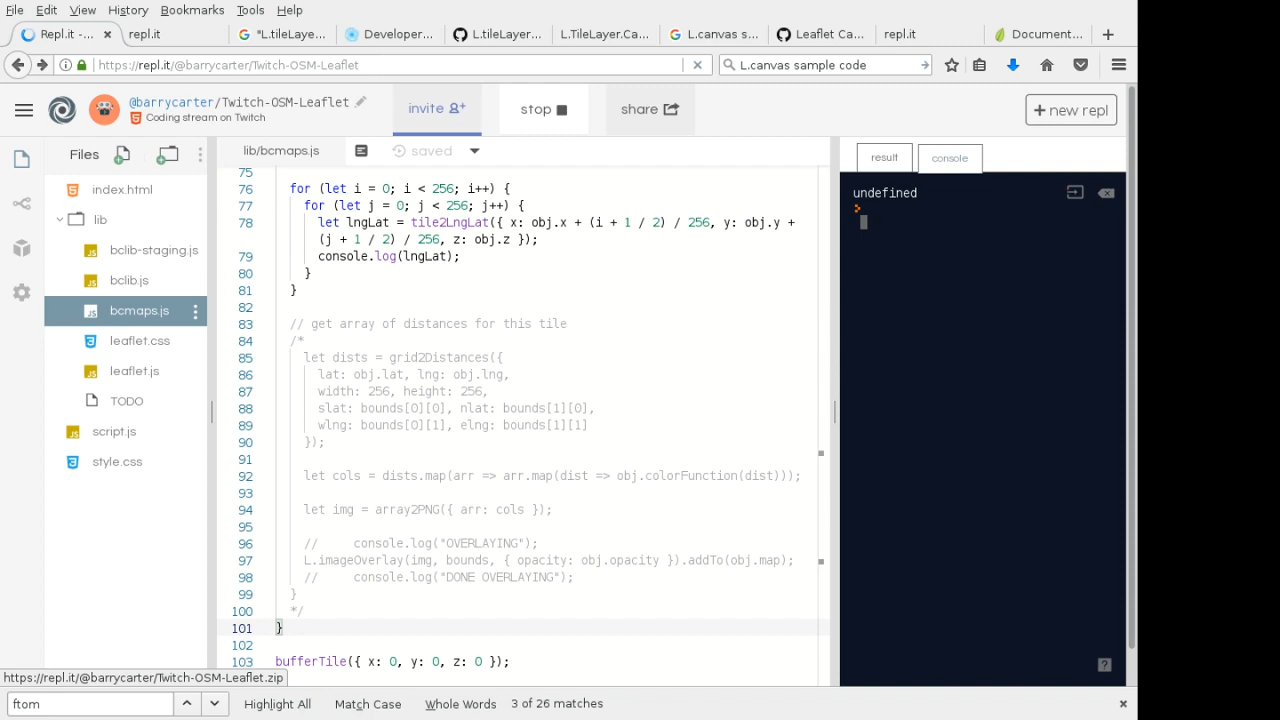 File Edit View History Bookmarks Tools Help
Repl.it - × repl.it "L.tileLaye... Developer... L.tileLayer... L.TileLayer.Ca... L.canvas s... Leaflet Ca... repl.it Document...
https://repl.it/@barrycarter/Twitch-OSM-Leaflet L.canvas sample code
@barrycarter/Twitch-OSM-Leaflet
Coding stream on Twitch
invite stop share + new repl
Files
index.html
lib
bclib-staging.js
bclib.js
bcmaps.js
leaflet.css
leaflet.js
TODO
script.js
style.css
lib/bcmaps.js saved
75
76 for (let i = 0; i < 256; i++) {
77 for (let j = 0; j < 256; j++) {
78 let lngLat = tile2LngLat({ x: obj.x + (i + 1 / 2) / 256, y: obj.y +
(j + 1 / 2) / 256, z: obj.z });
79 console.log(lngLat);
80 }
81 }
82
83 // get array of distances for this tile
84 /*
85 let dists = grid2Distances({
86 lat: obj.lat, lng: obj.lng,
87 width: 256, height: 256,
88 slat: bounds[0][0], nlat: bounds[1][0],
89 wlng: bounds[0][1], elng: bounds[1][1]
90 });
91
92 let cols = dists.map(arr => arr.map(dist => obj.colorFunction(dist)));
93
94 let img = array2PNG({ arr: cols });
95
96 // console.log("OVERLAYING");
97 L.imageOverlay(img, bounds, { opacity: obj.opacity }).addTo(obj.map);
98 // console.log("DONE OVERLAYING");
99 }
100 */
101 }
102
103 bufferTile({ x: 0, y: 0, z: 0 });
result console
undefined
>
?
https://repl.it/@barrycarter/Twitch-OSM-Leaflet.zip
ftom Highlight All Match Case Whole Words 3 of 26 matches ×